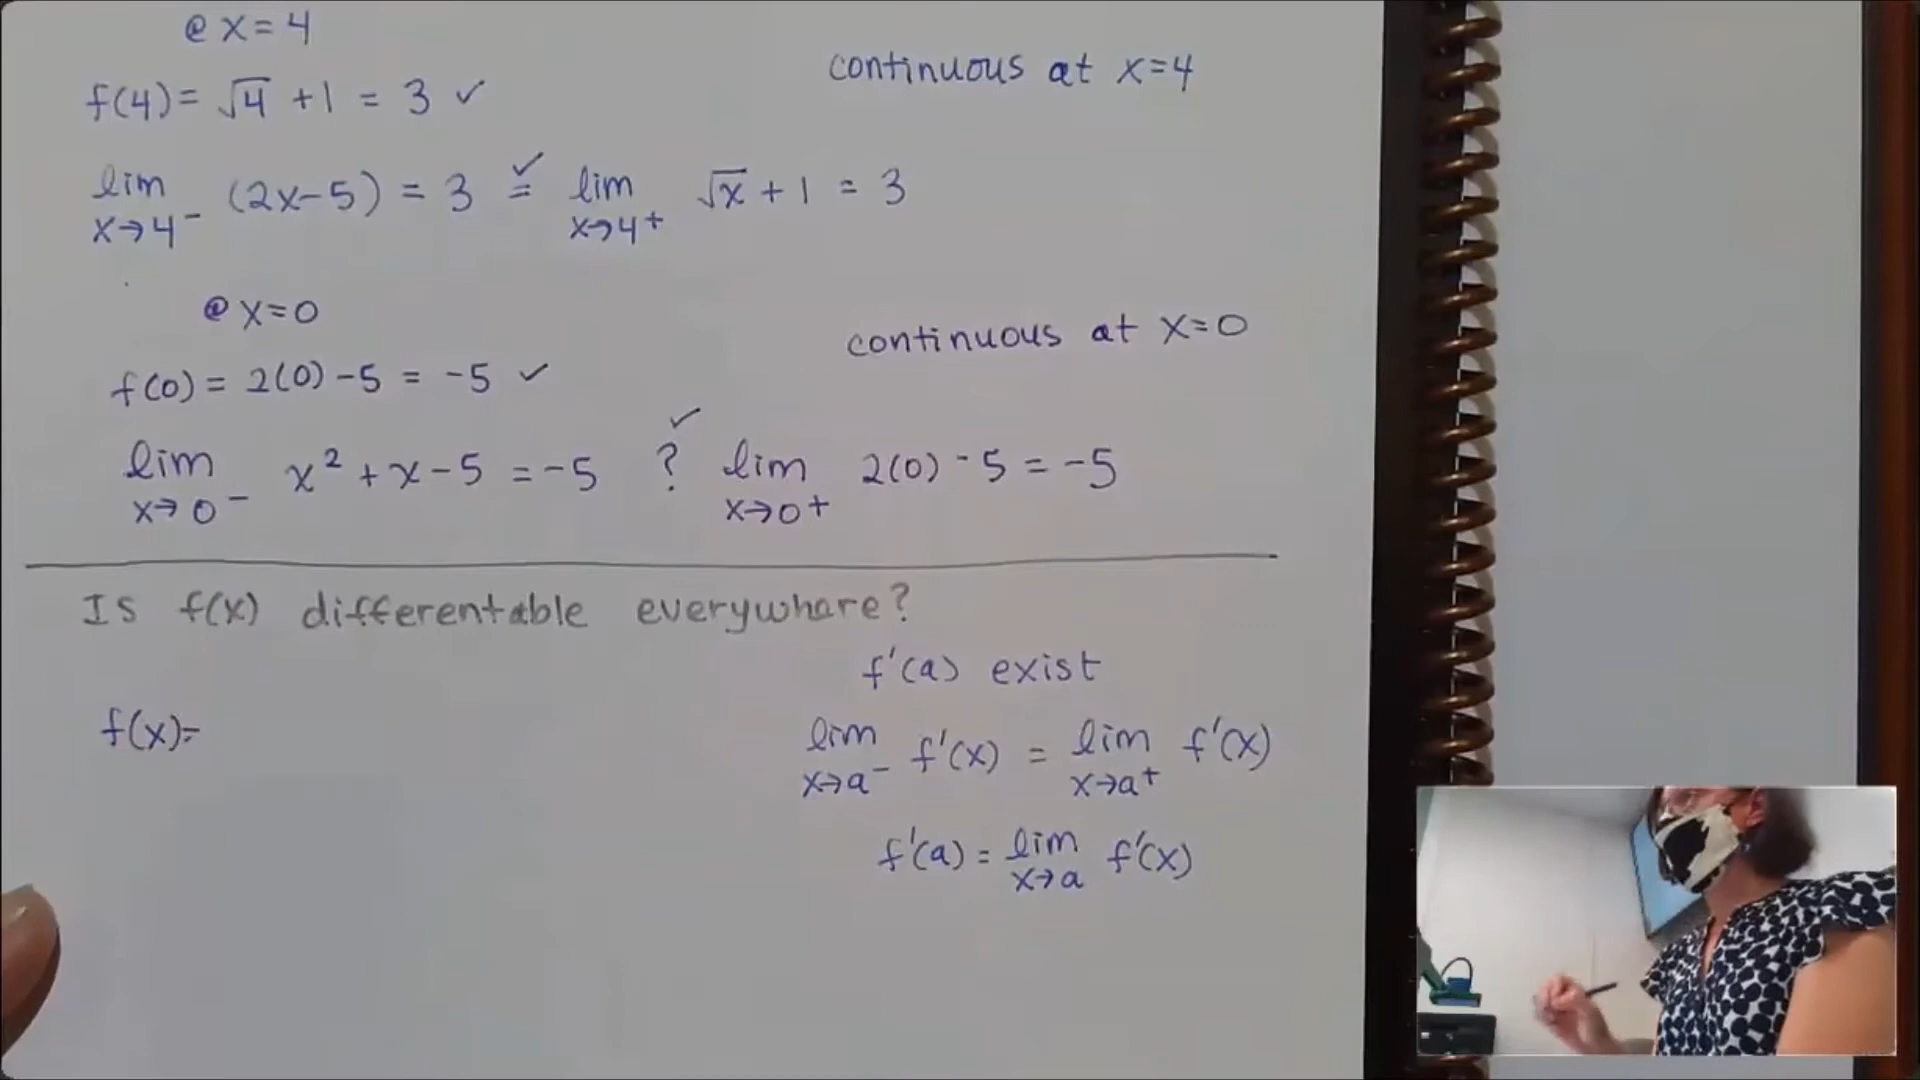 @ x=4
f(4)= √4 +1 = 3 ✓
continuous at x=4
lim x→4⁻ (2x-5) = 3 ✓= lim x→4⁺ √x + 1 = 3
@ x=0
continuous at x=0
f(0) = 2(0) -5 = -5 ✓
lim x→0⁻ x² + x - 5 = -5 ?✓ lim x→0⁺ 2(0) - 5 = -5
Is f(x) differentable everywhare?
f'(a) exist
f(x)=
lim x→a⁻ f'(x) = lim x→a⁺ f'(x)
f'(a) = lim x→a f'(x)